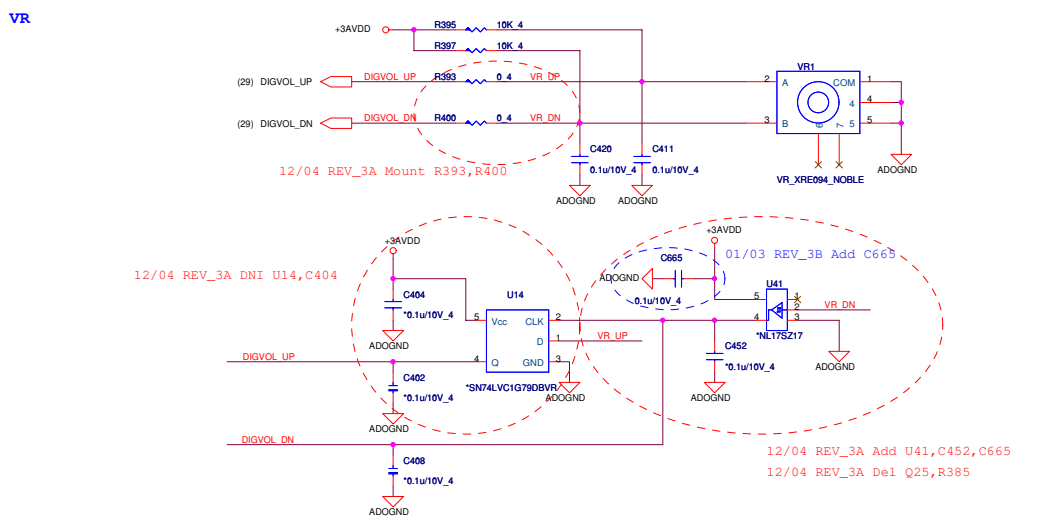 VR
+3AVDD
R395 10K_4
R397 10K_4
(29) DIGVOL_UP DIGVOL_UP R393 0_4 VR_UP
(29) DIGVOL_DN DIGVOL_DN R400 0_4 VR_DN
VR1
2 A COM 1
4 4
3 B 5 5
6 7
VR_XRE094_NOBLE
ADOGND
C420
0.1u/10V_4
ADOGND
C411
0.1u/10V_4
ADOGND
12/04 REV_3A Mount R393,R400
12/04 REV_3A DNI U14,C404
+3AVDD
C404
*0.1u/10V_4
ADOGND
U14
5 Vcc CLK 2
D 1 VR_UP
4 Q GND 3
*SN74LVC1G79DBVR
ADOGND
DIGVOL_UP
C402
*0.1u/10V_4
ADOGND
DIGVOL_DN
C408
*0.1u/10V_4
ADOGND
+3AVDD
01/03 REV_3B Add C665
ADOGND
C665
0.1u/10V_4
U41
5 1
2 VR_DN
4 3
*NL17SZ17
C452
*0.1u/10V_4
ADOGND
ADOGND
12/04 REV_3A Add U41,C452,C665
12/04 REV_3A Del Q25,R385